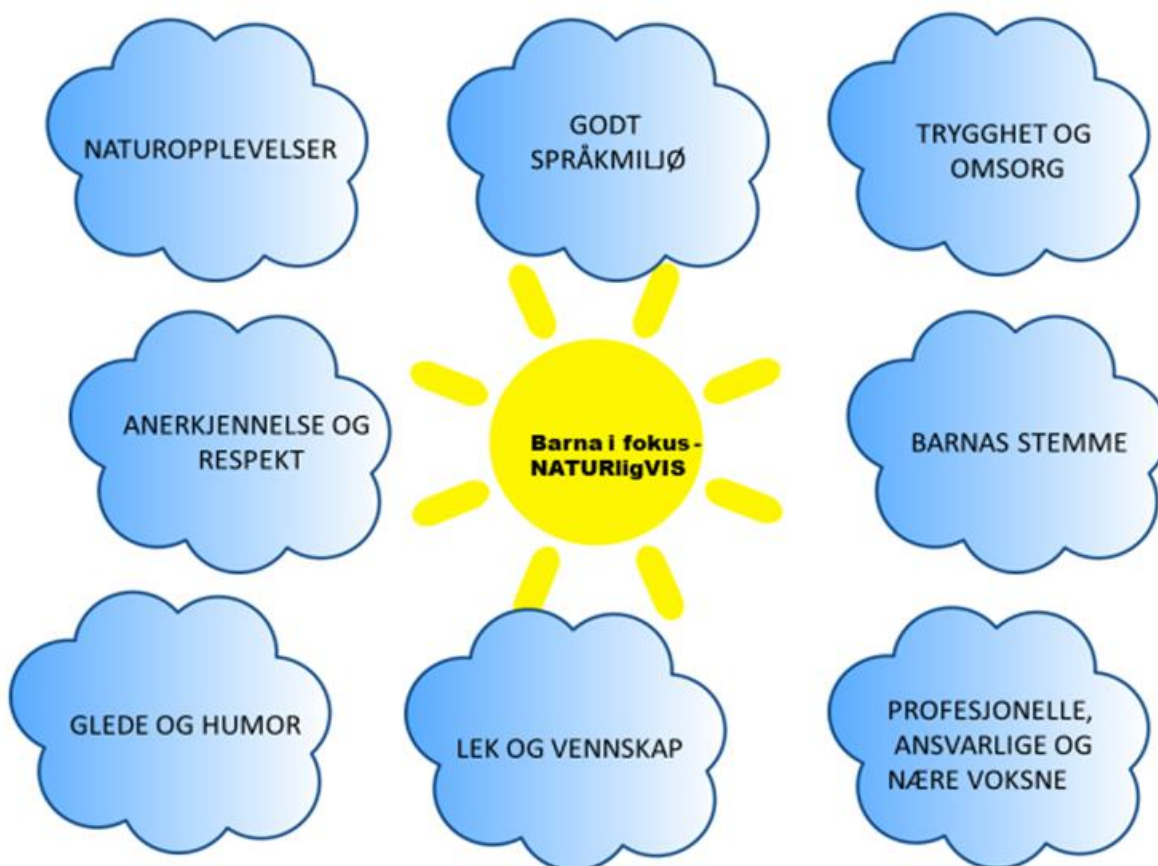 NATUROPPLEVELSER
GODT
SPRÅKMILJØ
TRYGGHET OG
OMSORG
ANERKJENNELSE OG
RESPEKT
Barna i fokus -
NATURligVIS
BARNAS STEMME
GLEDE OG HUMOR
LEK OG VENNSKAP
PROFESJONELLE,
ANSVARLIGE OG
NÆRE VOKSNE